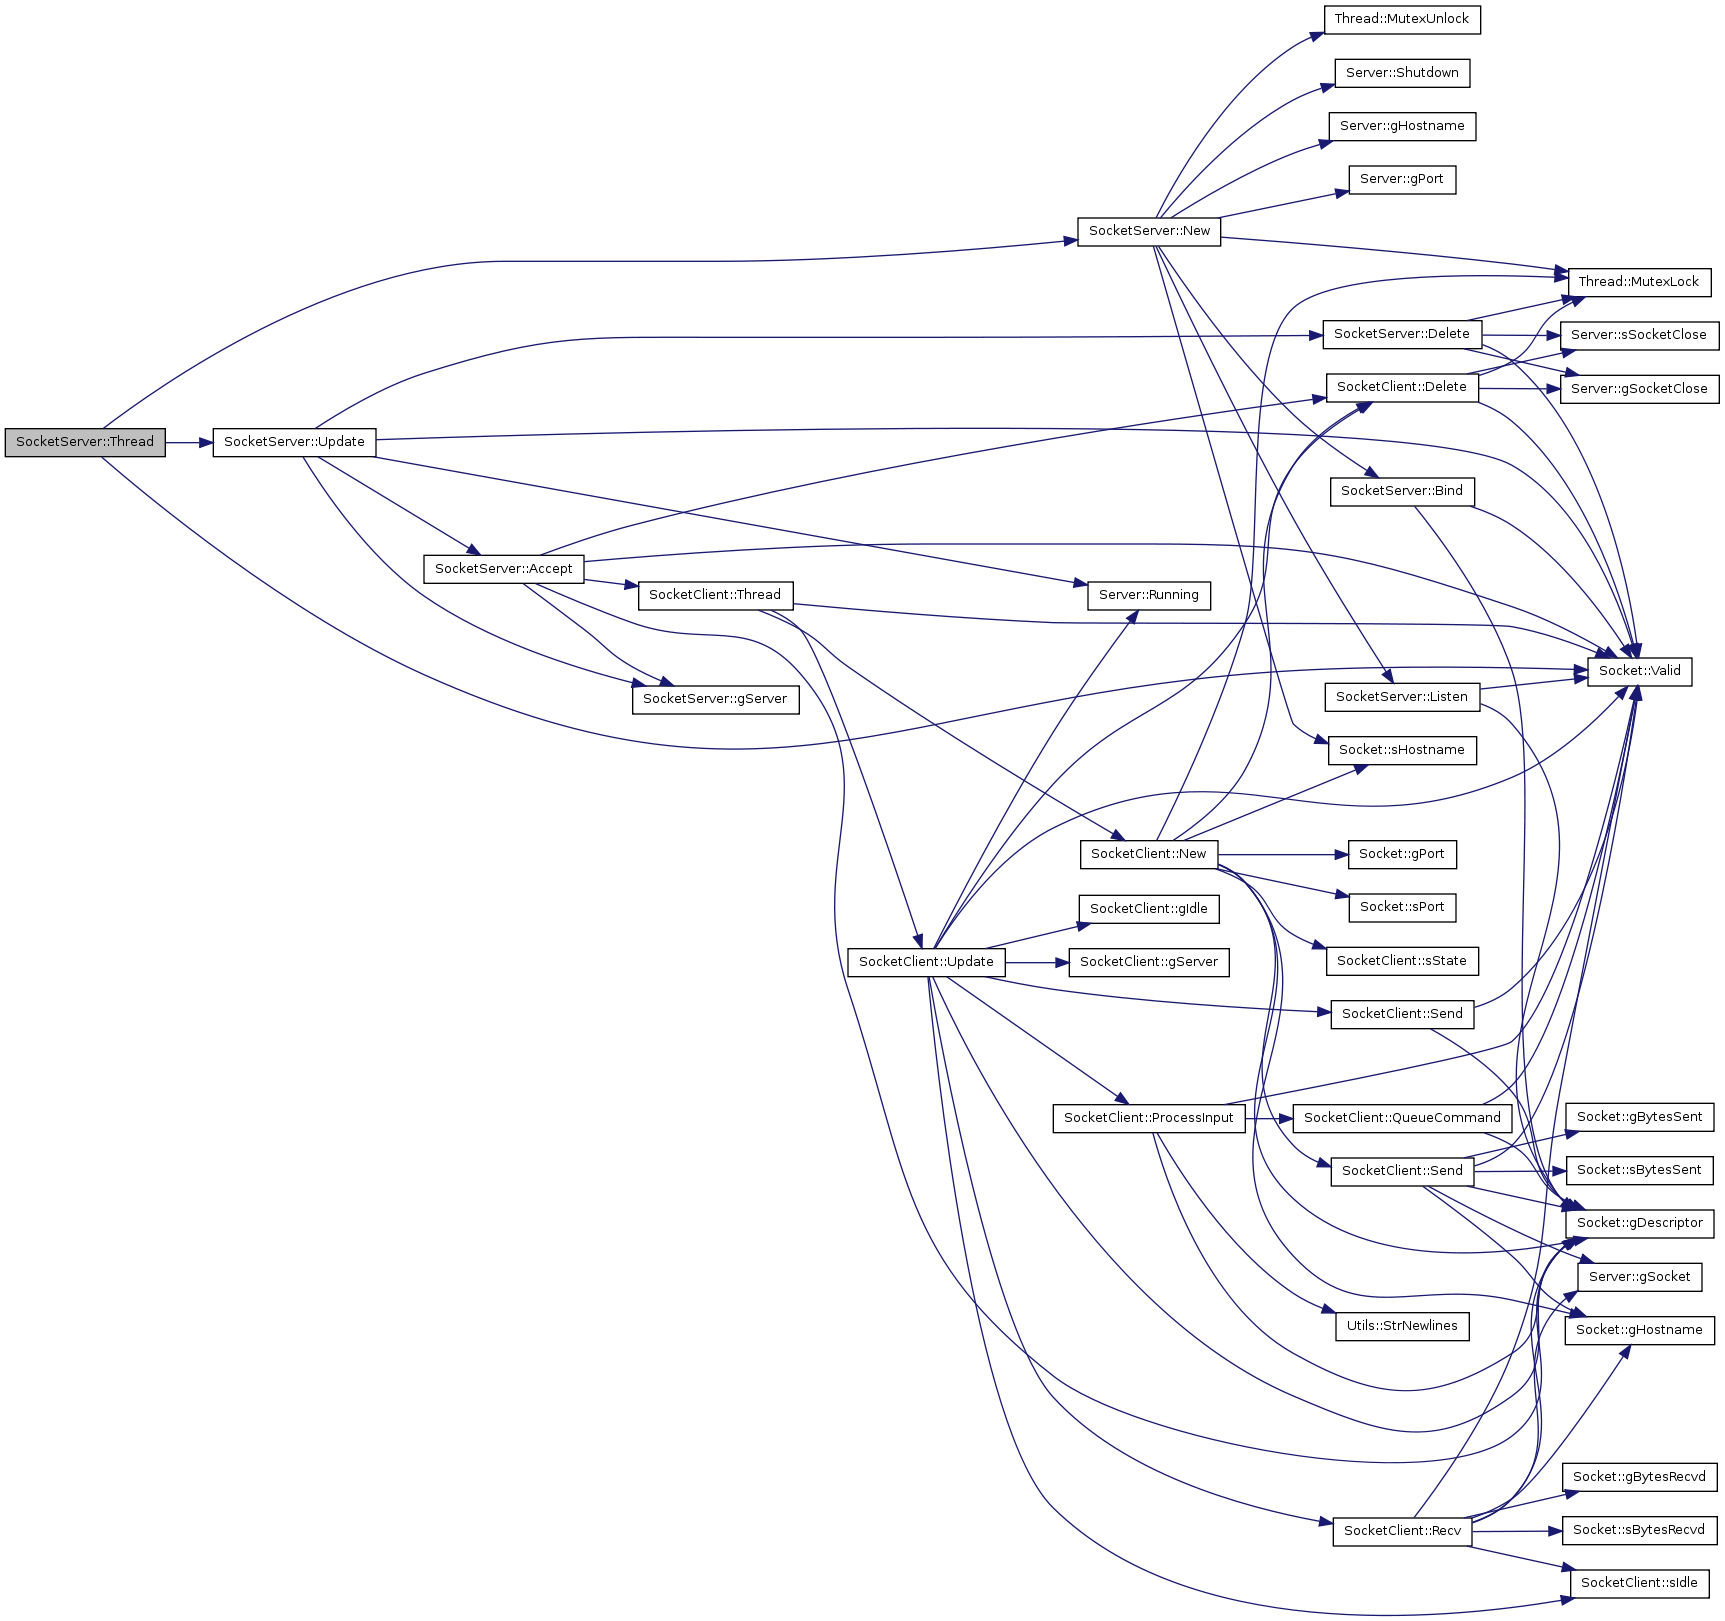 Thread::MutexUnlock
Server::Shutdown
Server::gHostname
Server::gPort
SocketServer::New
Thread::MutexLock
SocketServer::Delete
Server::sSocketClose
SocketClient::Delete
Server::gSocketClose
SocketServer::Thread
SocketServer::Update
SocketServer::Bind
SocketServer::Accept
SocketClient::Thread
Server::Running
Socket::Valid
SocketServer::gServer
SocketServer::Listen
Socket::sHostname
SocketClient::New
Socket::gPort
SocketClient::gIdle
Socket::sPort
SocketClient::Update
SocketClient::gServer
SocketClient::sState
SocketClient::Send
SocketClient::ProcessInput
SocketClient::QueueCommand
Socket::gBytesSent
SocketClient::Send
Socket::sBytesSent
Socket::gDescriptor
Server::gSocket
Utils::StrNewlines
Socket::gHostname
Socket::gBytesRecvd
SocketClient::Recv
Socket::sBytesRecvd
SocketClient::sIdle